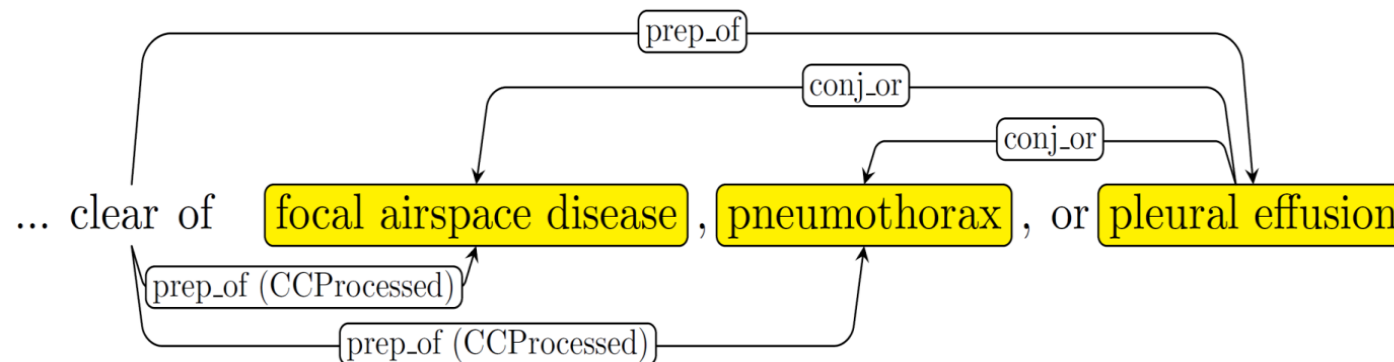 prep_of
conj_or
conj_or
... clear of focal airspace disease , pneumothorax , or pleural effusion
prep_of (CCProcessed)
prep_of (CCProcessed)